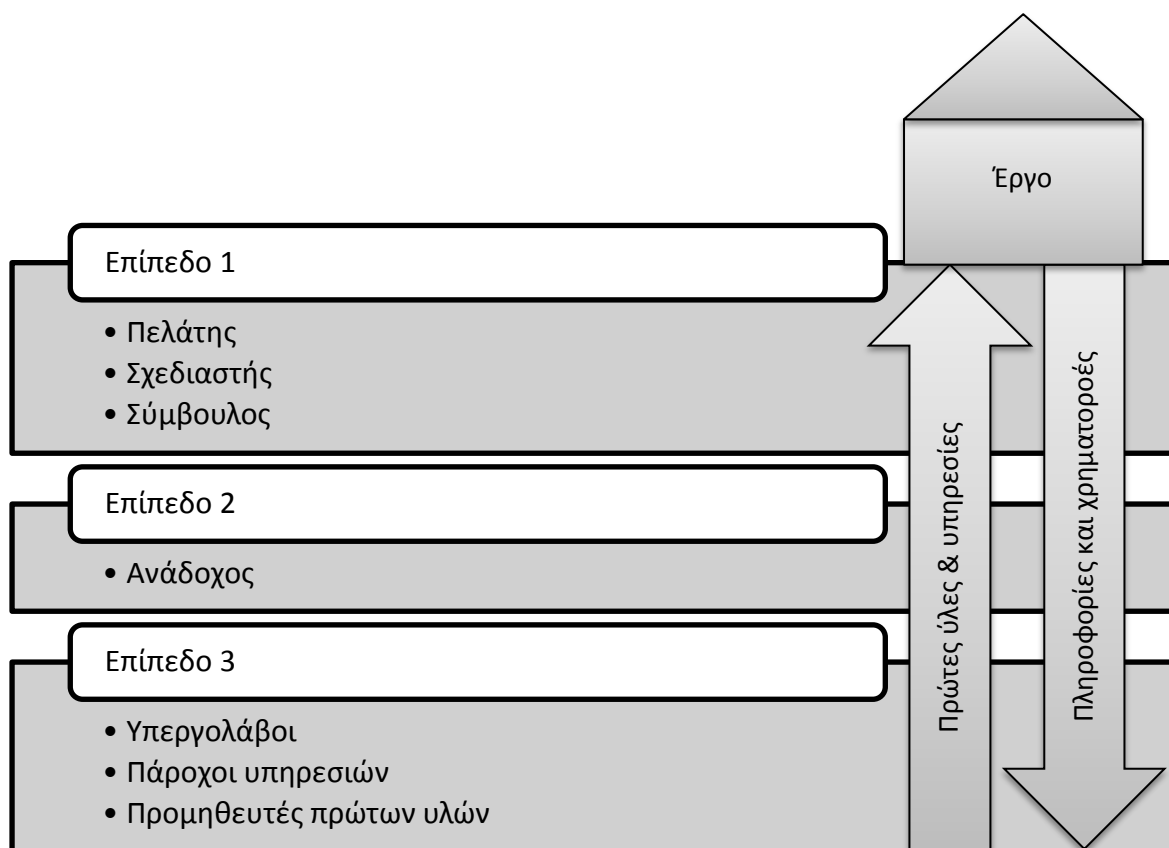 Έργο
Επίπεδο 1
• Πελάτης
• Σχεδιαστής
• Σύμβουλος
Επίπεδο 2
• Ανάδοχος
Επίπεδο 3
• Υπεργολάβοι
• Πάροχοι υπηρεσιών
• Προμηθευτές πρώτων υλών
Πρώτες ύλες & υπηρεσίες
Πληροφορίες και χρηματοροές